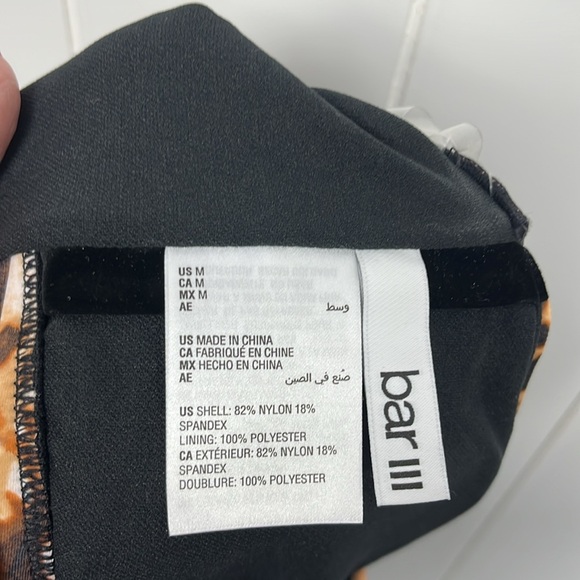 US M
CA M
MX M
AE وسط
US MADE IN CHINA
CA FABRIQUÉ EN CHINE
MX HECHO EN CHINA
AE صُنع في الصين
US SHELL: 82% NYLON 18%
SPANDEX
LINING: 100% POLYESTER
CA EXTÉRIEUR: 82% NYLON 18%
SPANDEX
DOUBLURE: 100% POLYESTER
bar III